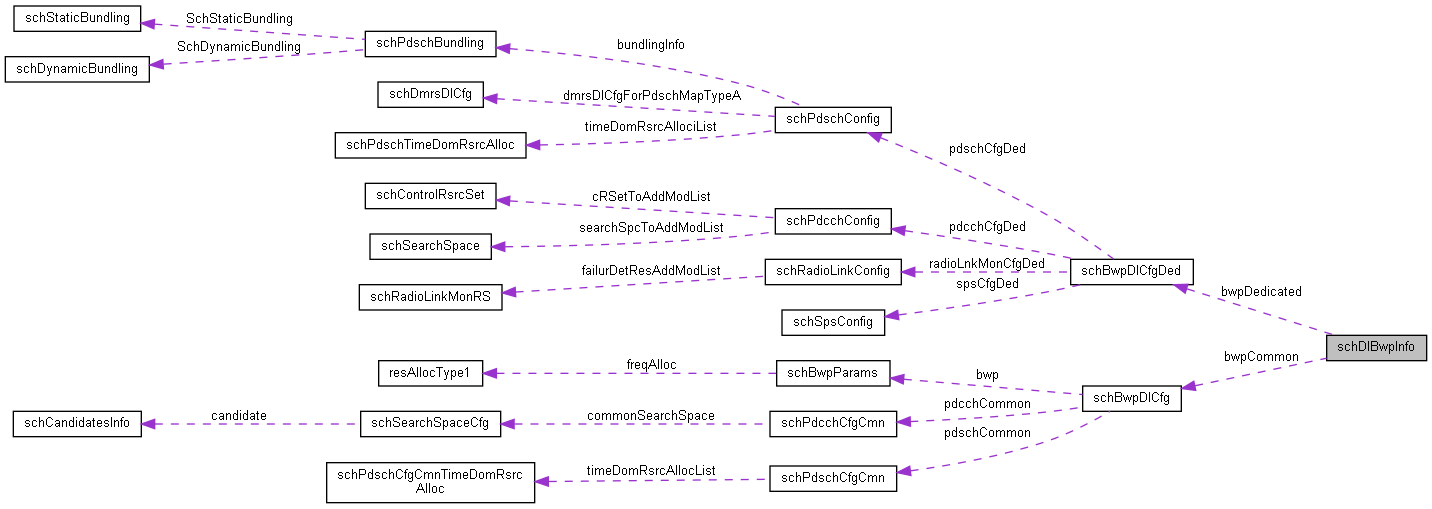 schStaticBundling
SchStaticBundling
SchDynamicBundling
schDynamicBundling
schPdschBundling
bundlingInfo
schDmrsDlCfg
dmrsDlCfgForPdschMapTypeA
schPdschConfig
timeDomRsrcAllociList
schPdschTimeDomRsrcAlloc
pdschCfgDed
schControlRsrcSet
cRSetToAddModList
schPdcchConfig
searchSpcToAddModList
schSearchSpace
pdcchCfgDed
radioLnkMonCfgDed
failurDetResAddModList
schRadioLinkConfig
schBwpDlCfgDed
spsCfgDed
schRadioLinkMonRS
bwpDedicated
schSpsConfig
schDlBwpInfo
bwpCommon
freqAlloc
resAllocType1
schBwpParams
bwp
schBwpDlCfg
pdcchCommon
candidate
commonSearchSpace
schCandidatesInfo
schSearchSpaceCfg
schPdcchCfgCmn
pdschCommon
timeDomRsrcAllocList
schPdschCfgCmnTimeDomRsrc
Alloc
schPdschCfgCmn